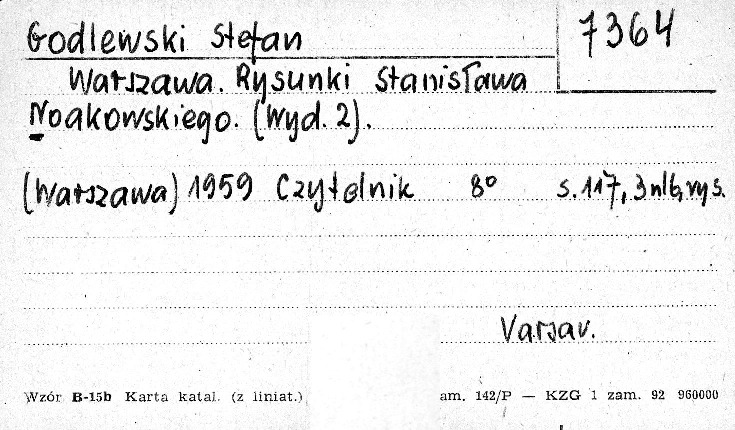 Godlewski Stefan
7364
Warszawa. Rysunki Stanisława
Noakowskiego. (Wyd. 2).
(Warszawa) 1959 Czytelnik 8° s. 117, 3 nlb, rys.
Varsav.
Wzór B-15b Karta katal. (z liniat.) am. 142/P — KZG 1 zam. 92 960000